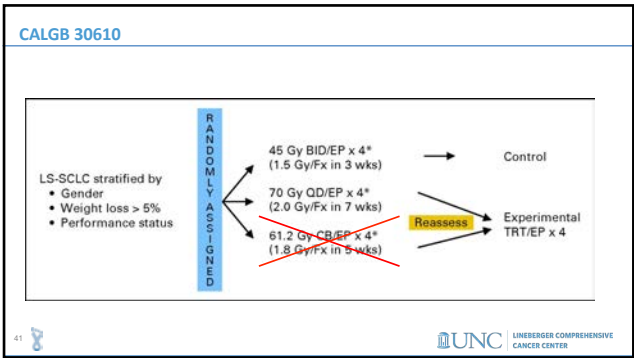 CALGB 30610
RANDOMLY ASSIGNED
LS-SCLC stratified by
• Gender
• Weight loss > 5%
• Performance status
45 Gy BID/EP x 4*
(1.5 Gy/Fx in 3 wks)
Control
70 Gy QD/EP x 4*
(2.0 Gy/Fx in 7 wks)
61.2 Gy CB/EP x 4*
(1.8 Gy/Fx in 5 wks)
Reassess
Experimental
TRT/EP x 4
41
UNC
LINEBERGER COMPREHENSIVE
CANCER CENTER